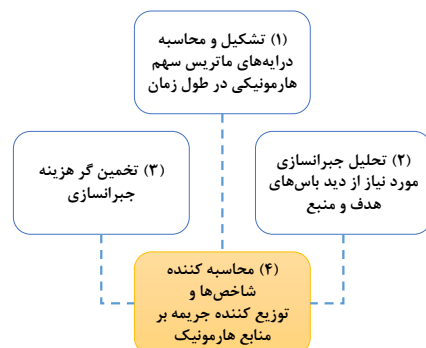 (۱) تشکیل و محاسبه
درایه‌های ماتریس سهم
هارمونیکی در طول زمان
(۲) تحلیل جبرانسازی
مورد نیاز از دید باس‌های
هدف و منبع
(۳) تخمین گر هزینه
جبرانسازی
(۴) محاسبه کننده
شاخص‌ها و
توزیع کننده جریمه بر
منابع هارمونیک